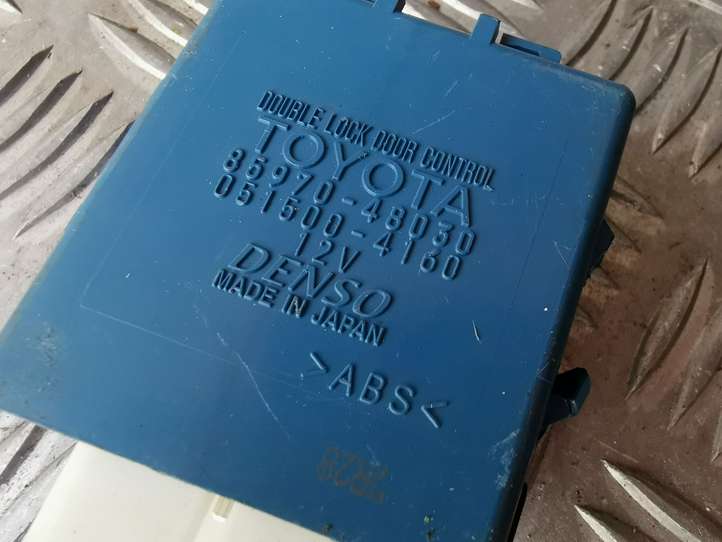 DOUBLE LOCK DOOR CONTROL
TOYOTA
85970-48030
051500-4160
12V
DENSO
MADE IN JAPAN
>ABS<